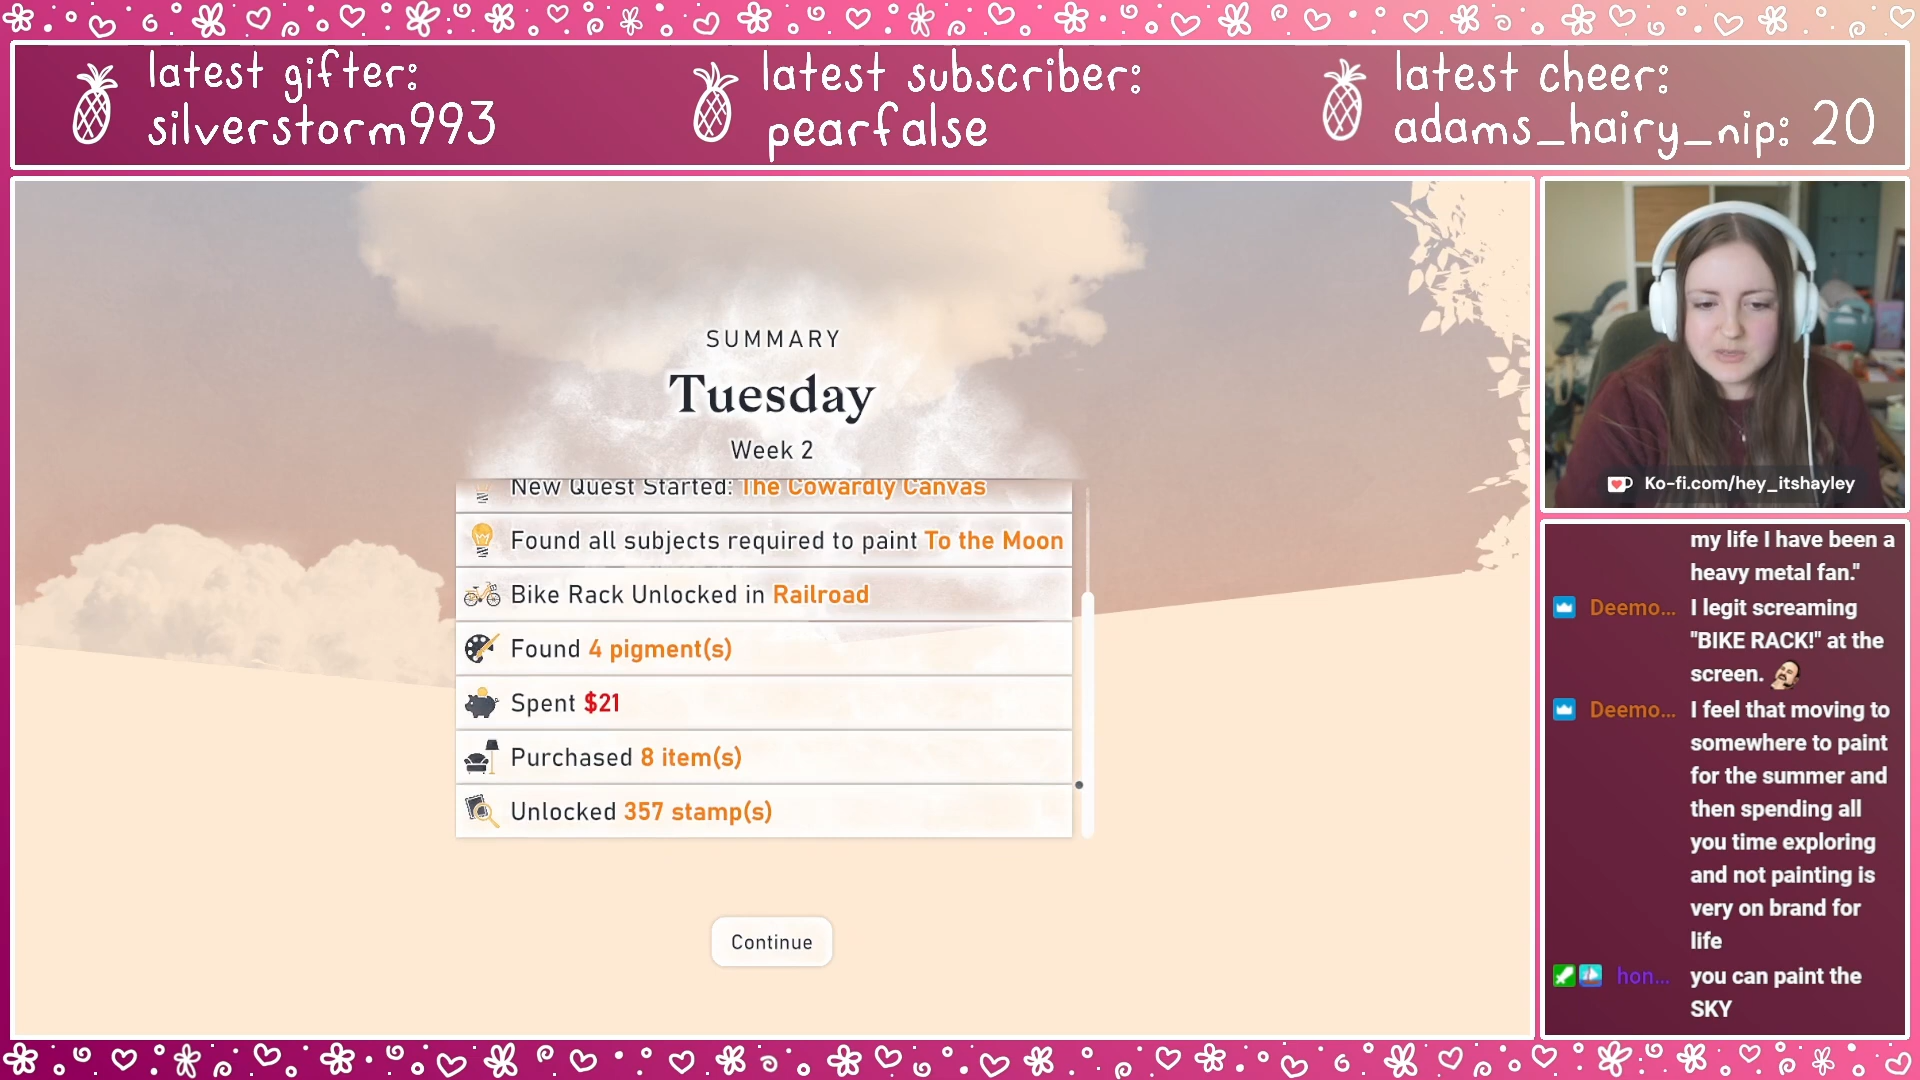 latest gifter:
silverstorm993
latest subscriber:
pearfalse
latest cheer:
adams_hairy_nip: 20
SUMMARY
Tuesday
Week 2
New Quest Started: The Cowardly Canvas
Found all subjects required to paint To the Moon
Bike Rack Unlocked in Railroad
Found 4 pigment(s)
Spent $21
Purchased 8 item(s)
Unlocked 357 stamp(s)
Continue
Ko-fi.com/hey_itshayley
my life I have been a
heavy metal fan."
Deemo... I legit screaming
"BIKE RACK!" at the
screen.
Deemo... I feel that moving to
somewhere to paint
for the summer and
then spending all
you time exploring
and not painting is
very on brand for
life
hon... you can paint the
SKY